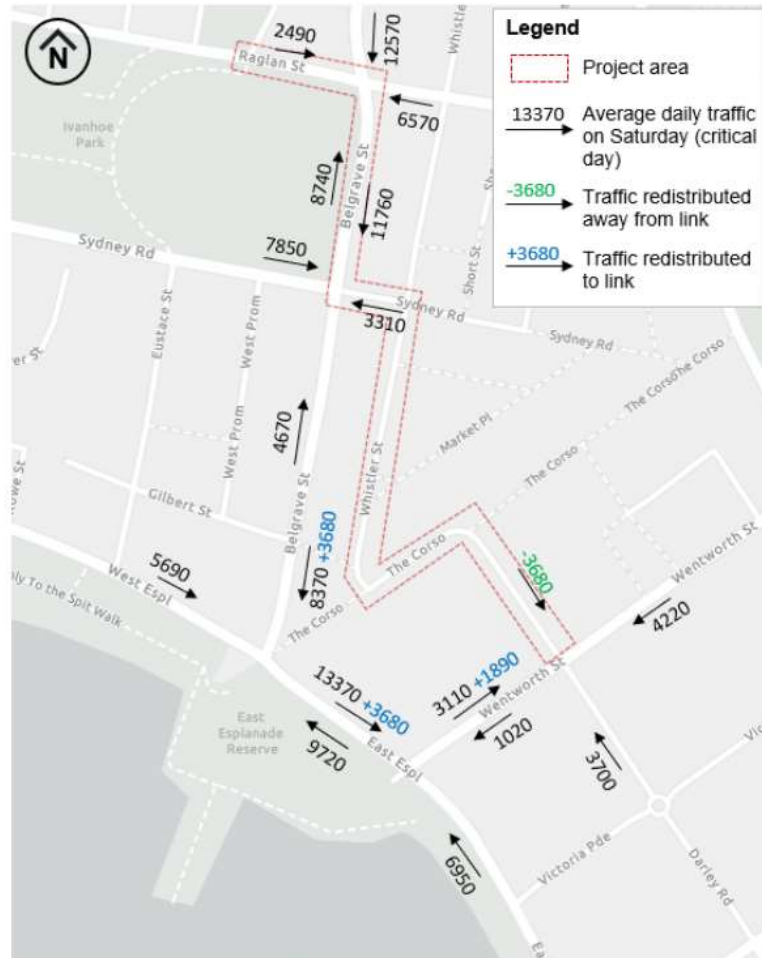 N
2490
Raglan St
12570
Whistler St
6570
Ivanhoe
Park
8740
Belgrave St
11760
Short St
Sydney Rd
7850
3310
Sydney Rd
Sydney Rd
Eustace St
West Prom
West Prom
4670
Belgrave St
Whistler St
Market Pl
The Corso
The Corso
The Corso
The Corso
Gilbert St
5690
West Espl
8370 +3680
The Corso
-3680
Wentworth St
4220
13370 +3680
3110 +1890
Wentworth St
1020
East
Esplanade
Reserve
9720
East Espl
3700
6950
Victoria Pde
Darley Rd
Legend
Project area
13370
Average daily traffic
on Saturday (critical
day)
-3680
Traffic redistributed
away from link
+3680
Traffic redistributed
to link